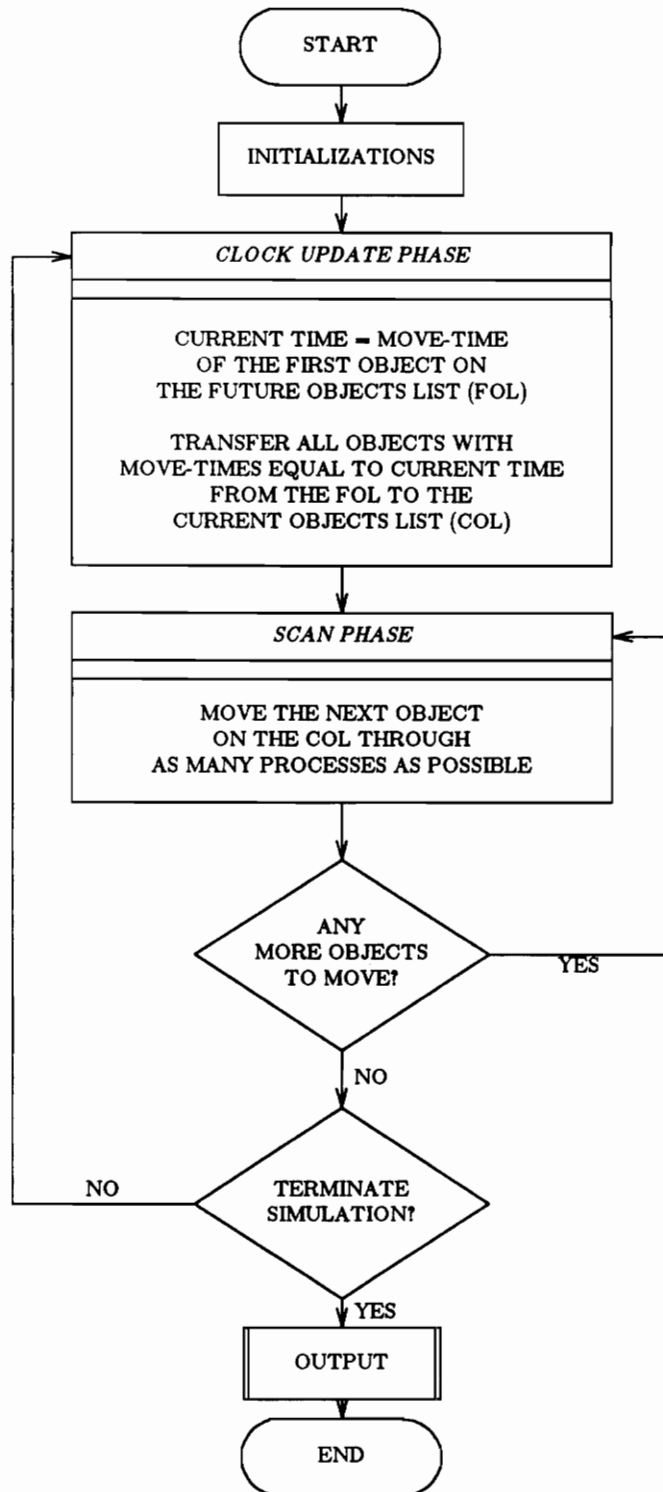 START
INITIALIZATIONS
CLOCK UPDATE PHASE
CURRENT TIME = MOVE-TIME
OF THE FIRST OBJECT ON
THE FUTURE OBJECTS LIST (FOL)
TRANSFER ALL OBJECTS WITH
MOVE-TIMES EQUAL TO CURRENT TIME
FROM THE FOL TO THE
CURRENT OBJECTS LIST (COL)
SCAN PHASE
MOVE THE NEXT OBJECT
ON THE COL THROUGH
AS MANY PROCESSES AS POSSIBLE
ANY
MORE OBJECTS
TO MOVE?
YES
NO
NO
TERMINATE
SIMULATION?
YES
OUTPUT
END